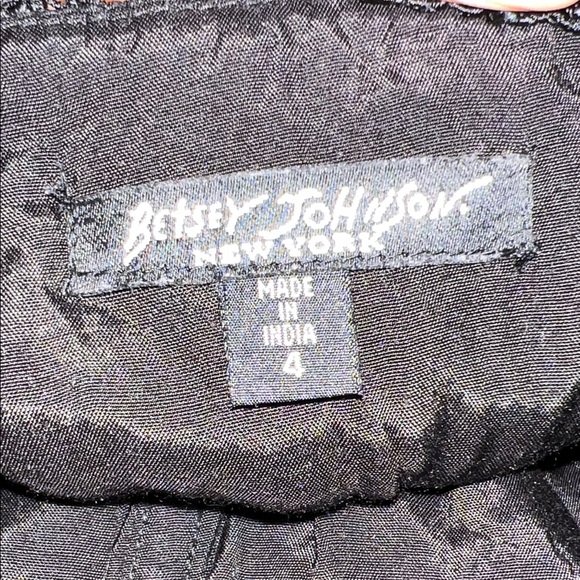 BETSEY JOHNSON.
NEW YORK
MADE
IN
INDIA
4